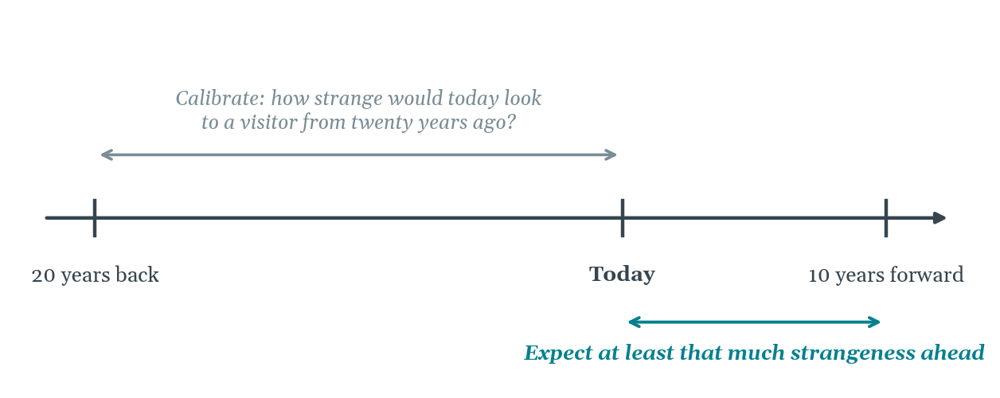 Calibrate: how strange would today look
to a visitor from twenty years ago?
20 years back
Today
10 years forward
Expect at least that much strangeness ahead